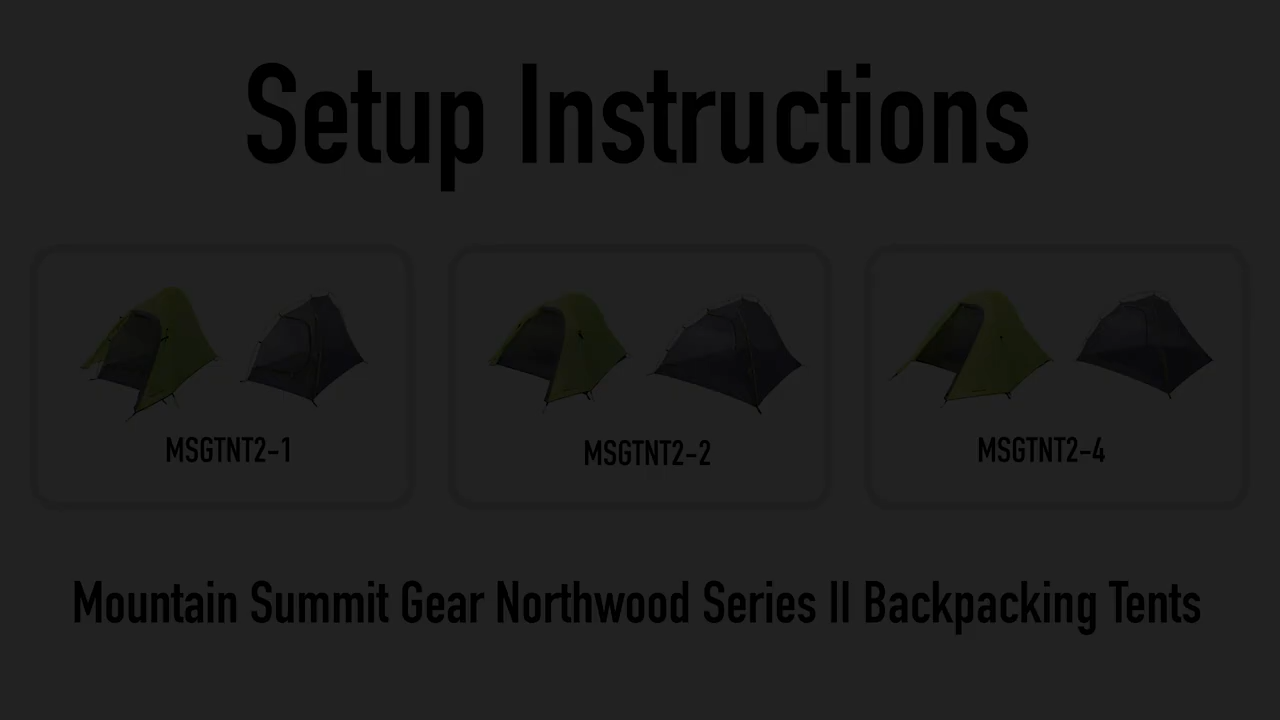 Setup Instructions
MSGTNT2-1
MSGTNT2-2
MSGTNT2-4
Mountain Summit Gear Northwood Series II Backpacking Tents